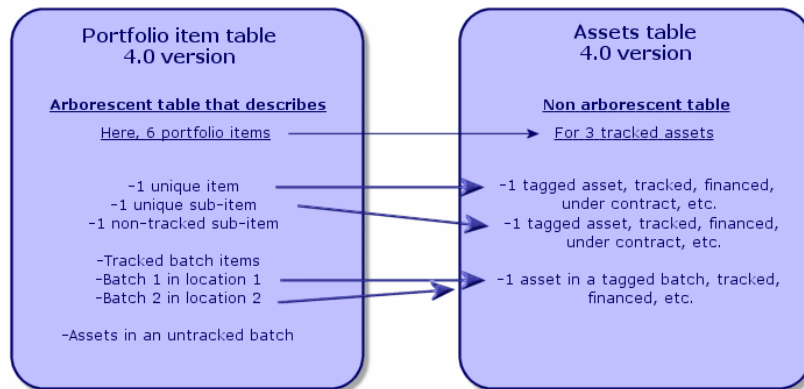 Portfolio item table
4.0 version
Arborescent table that describes
Here, 6 portfolio items
-1 unique item
-1 unique sub-item
-1 non-tracked sub-item
-Tracked batch items
-Batch 1 in location 1
-Batch 2 in location 2
-Assets in an untracked batch
Assets table
4.0 version
Non arborescent table
For 3 tracked assets
-1 tagged asset, tracked, financed,
under contract, etc.
-1 tagged asset, tracked, financed,
under contract, etc.
-1 asset in a tagged batch, tracked,
financed, etc.